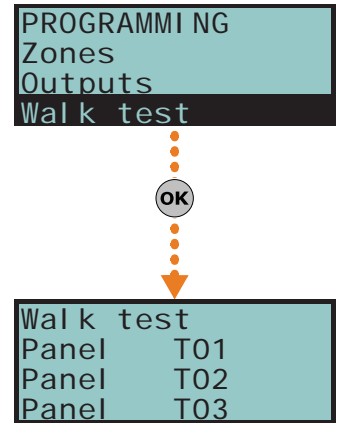 PROGRAMMING
Zones
Outputs
Walk test
OK
Walk test
Panel T01
Panel T02
Panel T03